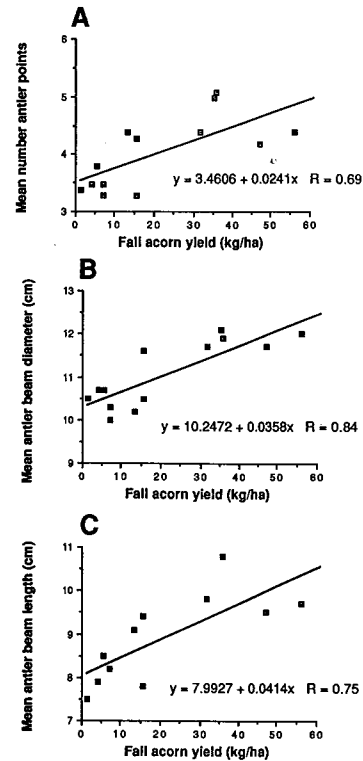 A
Mean number antler points
6
5
4
3
0 10 20 30 40 50 60
y = 3.4606 + 0.0241x R = 0.69
Fall acorn yield (kg/ha)
B
Mean antler beam diameter (cm)
13
12
11
10
9
0 10 20 30 40 50 60
y = 10.2472 + 0.0358x R = 0.84
Fall acorn yield (kg/ha)
C
Mean antler beam length (cm)
11
10
9
8
7
0 10 20 30 40 50 60
y = 7.9927 + 0.0414x R = 0.75
Fall acorn yield (kg/ha)